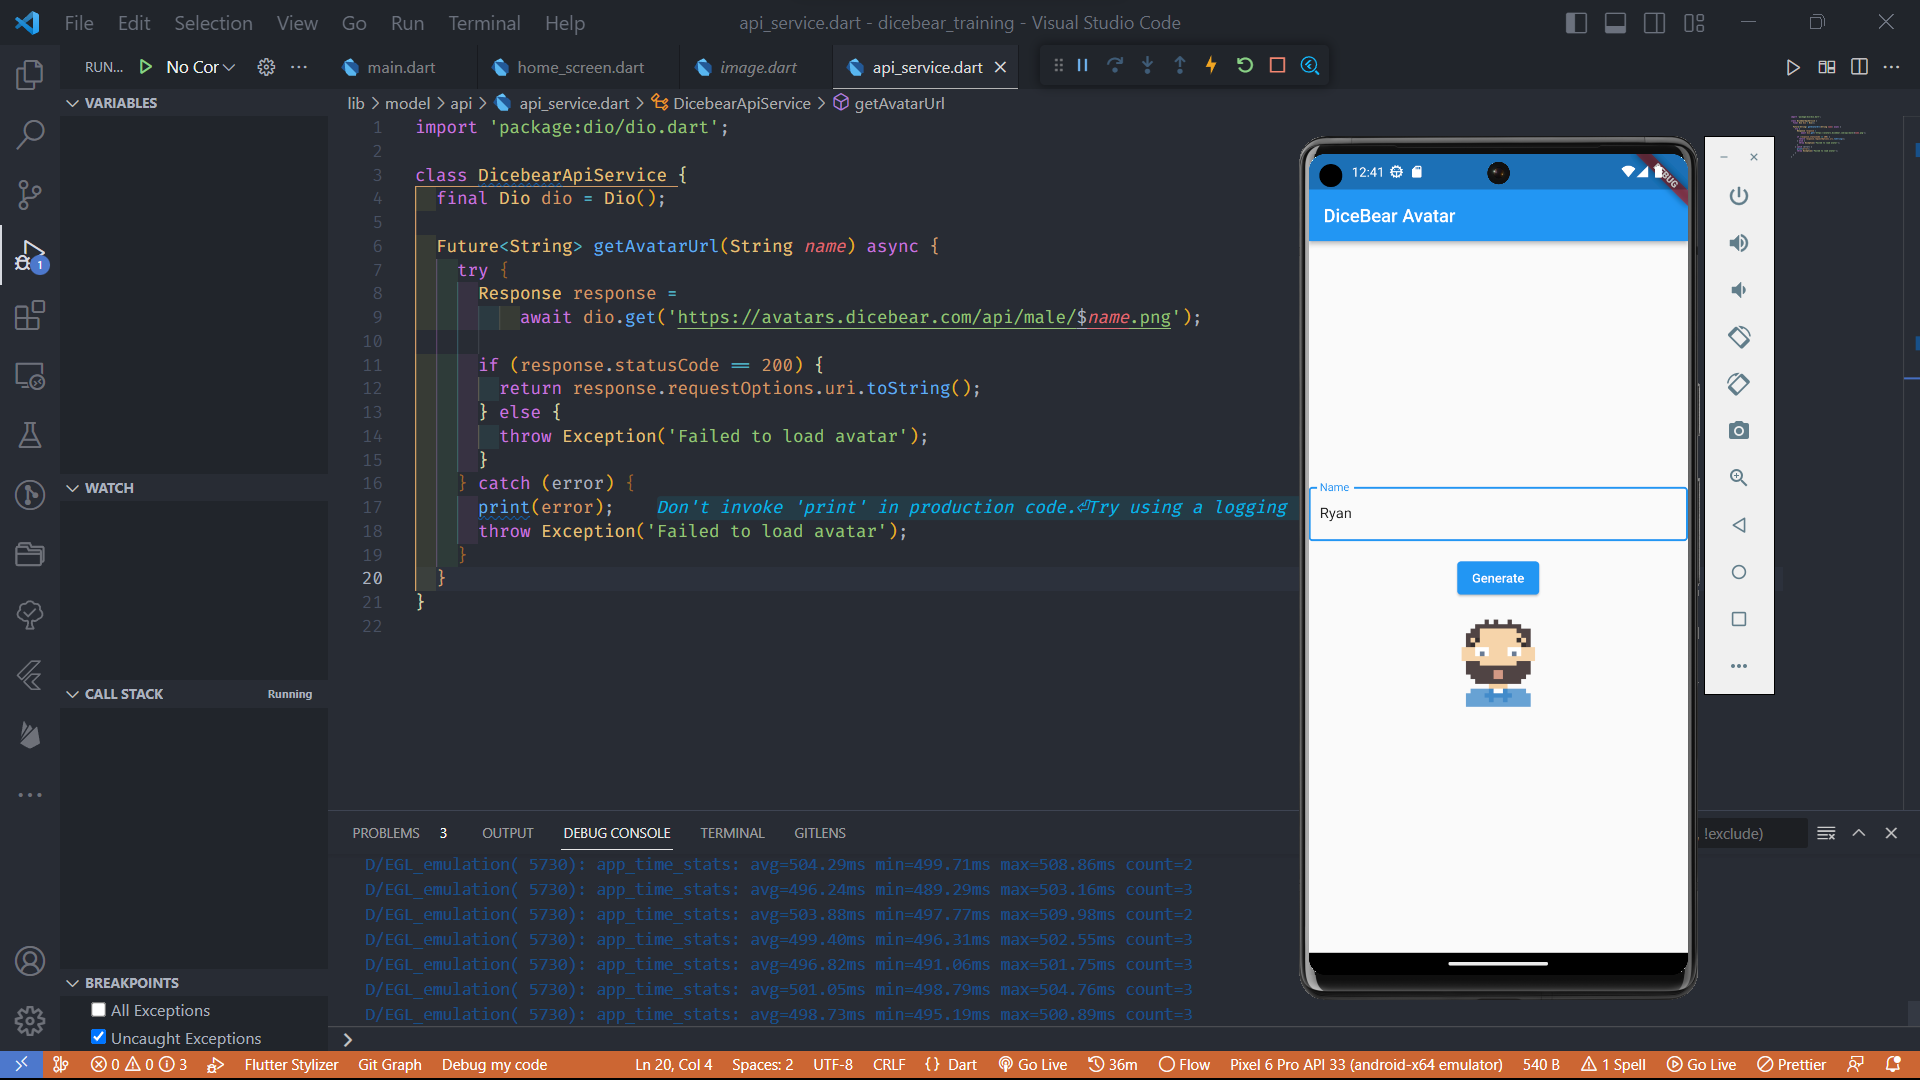 File Edit Selection View Go Run Terminal Help
api_service.dart - dicebear_training - Visual Studio Code
RUN... No Cor
main.dart
home_screen.dart
image.dart
api_service.dart
lib > model > api > api_service.dart > DicebearApiService > getAvatarUrl
VARIABLES
WATCH
CALL STACK Running
BREAKPOINTS
All Exceptions
Uncaught Exceptions
1
1 import 'package:dio/dio.dart';
2
3 class DicebearApiService {
4 final Dio dio = Dio();
5
6 Future<String> getAvatarUrl(String name) async {
7 try {
8 Response response =
9 await dio.get('https://avatars.dicebear.com/api/male/$name.png');
10
11 if (response.statusCode == 200) {
12 return response.requestOptions.uri.toString();
13 } else {
14 throw Exception('Failed to load avatar');
15 }
16 } catch (error) {
17 print(error); Don't invoke 'print' in production code.⏎Try using a logging
18 throw Exception('Failed to load avatar');
19 }
20 }
21 }
22
12:41
DiceBear Avatar
Name
Ryan
Generate
PROBLEMS 3 OUTPUT DEBUG CONSOLE TERMINAL GITLENS
, !exclude)
D/EGL_emulation( 5730): app_time_stats: avg=504.29ms min=499.71ms max=508.86ms count=2
D/EGL_emulation( 5730): app_time_stats: avg=496.24ms min=489.29ms max=503.16ms count=3
D/EGL_emulation( 5730): app_time_stats: avg=503.88ms min=497.77ms max=509.98ms count=2
D/EGL_emulation( 5730): app_time_stats: avg=499.40ms min=496.31ms max=502.55ms count=3
D/EGL_emulation( 5730): app_time_stats: avg=496.82ms min=491.06ms max=501.75ms count=3
D/EGL_emulation( 5730): app_time_stats: avg=501.05ms min=498.79ms max=504.76ms count=3
D/EGL_emulation( 5730): app_time_stats: avg=498.73ms min=495.19ms max=500.89ms count=3
0 0 3 Flutter Stylizer Git Graph Debug my code Ln 20, Col 4 Spaces: 2 UTF-8 CRLF {} Dart Go Live 36m Flow Pixel 6 Pro API 33 (android-x64 emulator) 540 B 1 Spell Go Live Prettier